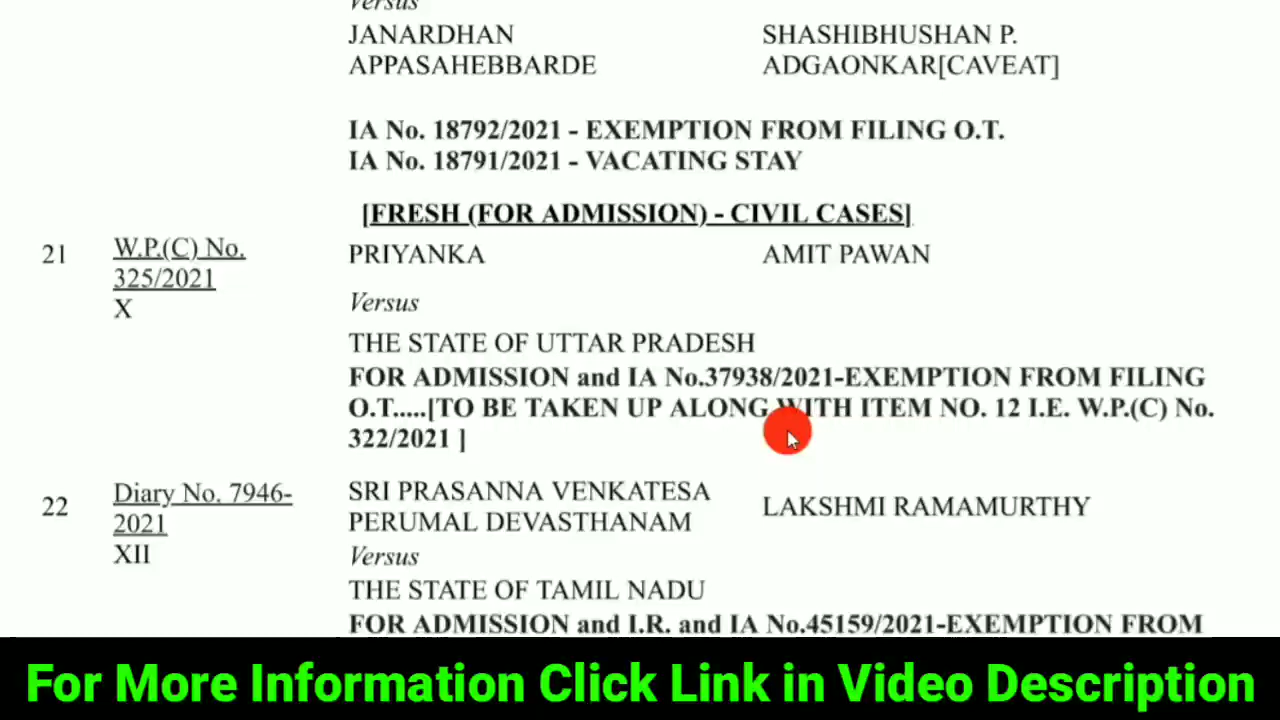 Versus
JANARDHAN SHASHIBHUSHAN P.
APPASAHEBBARDE ADGAONKAR[CAVEAT]
IA No. 18792/2021 - EXEMPTION FROM FILING O.T.
IA No. 18791/2021 - VACATING STAY
[FRESH (FOR ADMISSION) - CIVIL CASES]
21 W.P.(C) No. PRIYANKA AMIT PAWAN
325/2021
X
Versus
THE STATE OF UTTAR PRADESH
FOR ADMISSION and IA No.37938/2021-EXEMPTION FROM FILING
O.T.....[TO BE TAKEN UP ALONG WITH ITEM NO. 12 I.E. W.P.(C) No.
322/2021 ]
22 Diary No. 7946- SRI PRASANNA VENKATESA LAKSHMI RAMAMURTHY
2021 PERUMAL DEVASTHANAM
XII Versus
THE STATE OF TAMIL NADU
FOR ADMISSION and I.R. and IA No.45159/2021-EXEMPTION FROM
For More Information Click Link in Video Description